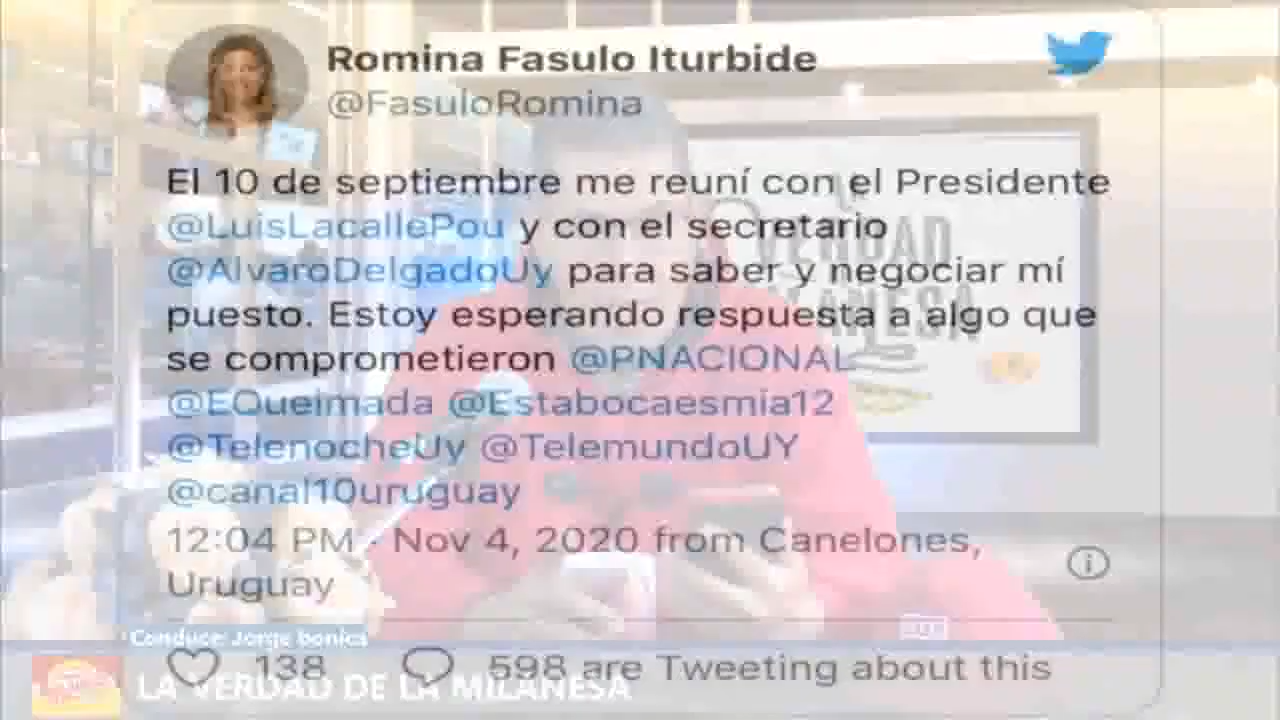 Romina Fasulo Iturbide
@FasuloRomina
El 10 de septiembre me reuní con el Presidente
@LuisLacallePou y con el secretario
@AlvaroDelgadoUy para saber y negociar mí
puesto. Estoy esperando respuesta a algo que
se comprometieron @PNACIONAL
@EQueimada @Estabocaesmia12
@TelenocheUy @TelemundoUY
@canal10uruguay
12:04 PM · Nov 4, 2020 from Canelones,
Uruguay
138 598 are Tweeting about this
VERDAD
MILANESA
Conduce: Jorge bonica
LA VERDAD DE LA MILANESA